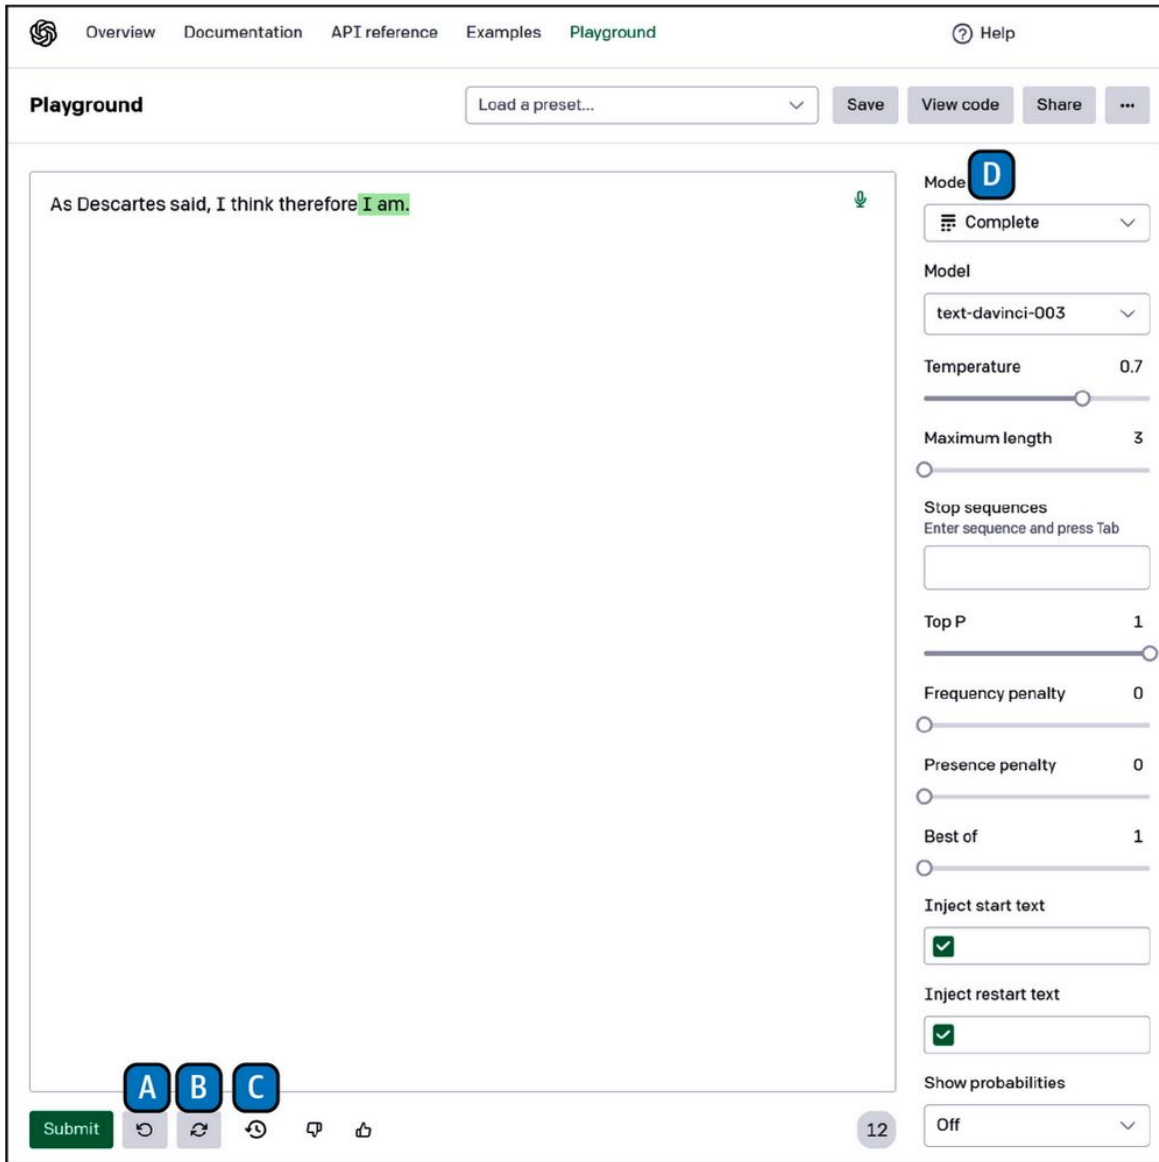 Overview Documentation API reference Examples Playground Help
Playground Load a preset... Save View code Share ...
As Descartes said, I think therefore I am.
Mode D
Complete
Model
text-davinci-003
Temperature 0.7
Maximum length 3
Stop sequences
Enter sequence and press Tab
Top P 1
Frequency penalty 0
Presence penalty 0
Best of 1
Inject start text
Inject restart text
Show probabilities
Off
A B C
Submit 12